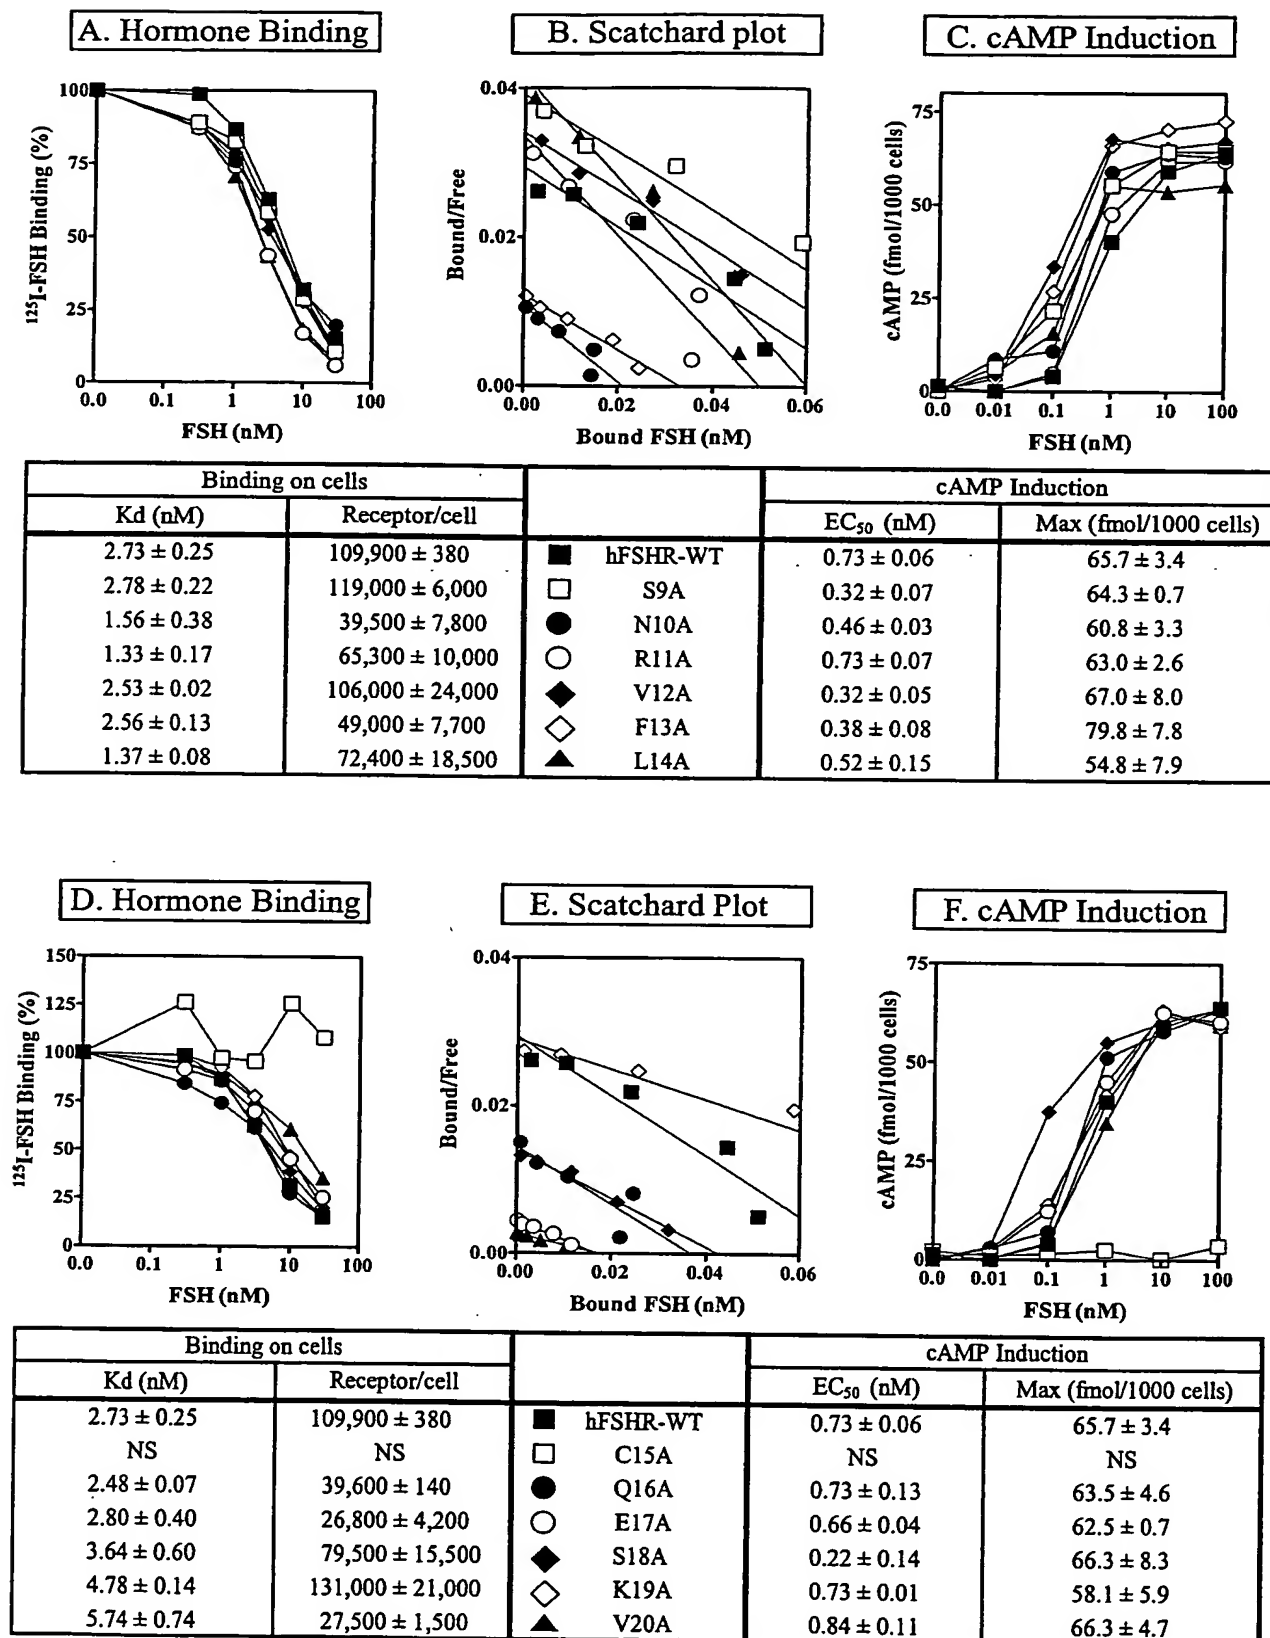 A. Hormone Binding
B. Scatchard plot
C. cAMP Induction
125I-FSH Binding (%)
100
75
50
25
0
0.0 0.1 1 10 100
FSH (nM)
Bound/Free
0.04
0.02
0.00
0.00 0.02 0.04 0.06
Bound FSH (nM)
cAMP (fmol/1000 cells)
75
50
25
0
0.0 0.01 0.1 1 10 100
FSH (nM)
Binding on cells cAMP Induction
Kd (nM) Receptor/cell EC50 (nM) Max (fmol/1000 cells)
2.73 ± 0.25 109,900 ± 380 hFSHR-WT 0.73 ± 0.06 65.7 ± 3.4
2.78 ± 0.22 119,000 ± 6,000 S9A 0.32 ± 0.07 64.3 ± 0.7
1.56 ± 0.38 39,500 ± 7,800 N10A 0.46 ± 0.03 60.8 ± 3.3
1.33 ± 0.17 65,300 ± 10,000 R11A 0.73 ± 0.07 63.0 ± 2.6
2.53 ± 0.02 106,000 ± 24,000 V12A 0.32 ± 0.05 67.0 ± 8.0
2.56 ± 0.13 49,000 ± 7,700 F13A 0.38 ± 0.08 79.8 ± 7.8
1.37 ± 0.08 72,400 ± 18,500 L14A 0.52 ± 0.15 54.8 ± 7.9
D. Hormone Binding
E. Scatchard Plot
F. cAMP Induction
125I-FSH Binding (%)
150
125
100
75
50
25
0
0.0 0.1 1 10 100
FSH (nM)
Bound/Free
0.04
0.02
0.00
0.00 0.02 0.04 0.06
Bound FSH (nM)
cAMP (fmol/1000 cells)
75
50
25
0
0.0 0.01 0.1 1 10 100
FSH (nM)
Binding on cells cAMP Induction
Kd (nM) Receptor/cell EC50 (nM) Max (fmol/1000 cells)
2.73 ± 0.25 109,900 ± 380 hFSHR-WT 0.73 ± 0.06 65.7 ± 3.4
NS NS C15A NS NS
2.48 ± 0.07 39,600 ± 140 Q16A 0.73 ± 0.13 63.5 ± 4.6
2.80 ± 0.40 26,800 ± 4,200 E17A 0.66 ± 0.04 62.5 ± 0.7
3.64 ± 0.60 79,500 ± 15,500 S18A 0.22 ± 0.14 66.3 ± 8.3
4.78 ± 0.14 131,000 ± 21,000 K19A 0.73 ± 0.01 58.1 ± 5.9
5.74 ± 0.74 27,500 ± 1,500 V20A 0.84 ± 0.11 66.3 ± 4.7